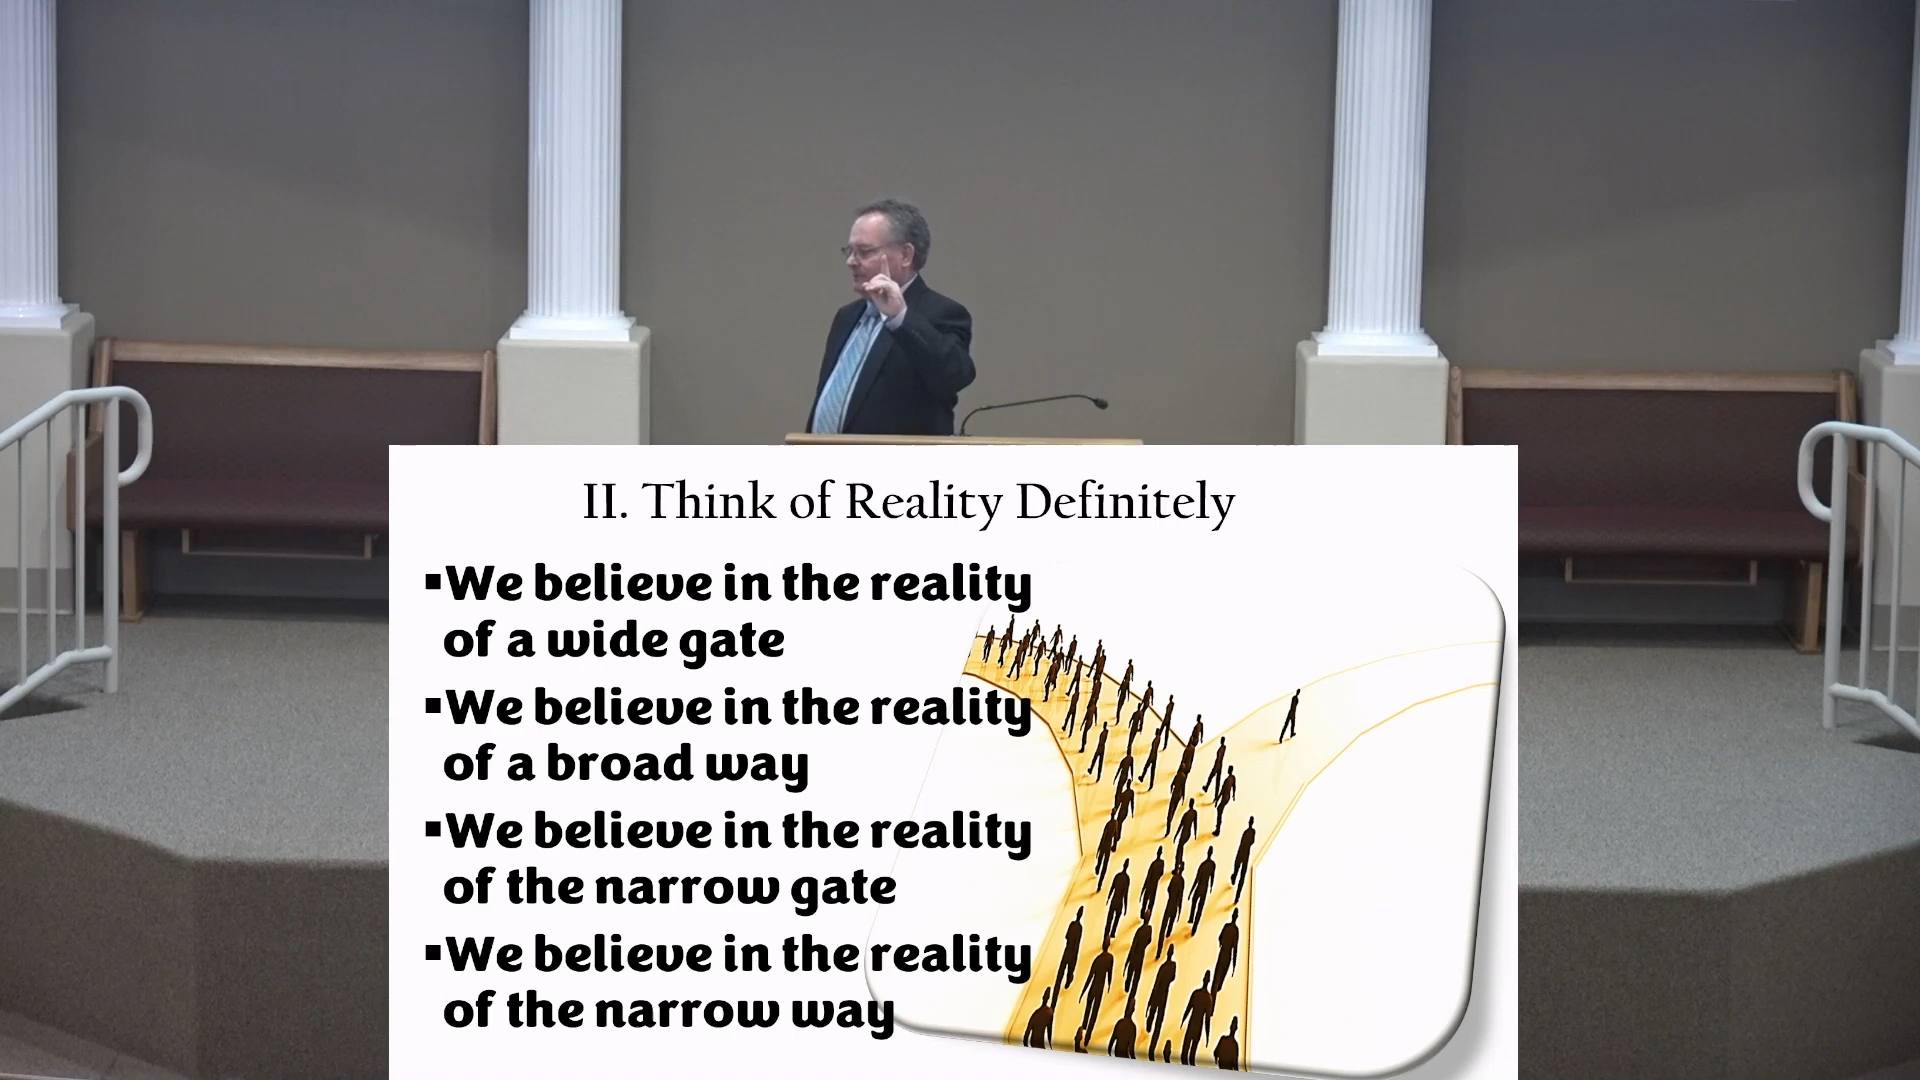 II. Think of Reality Definitely
▪We believe in the reality
of a wide gate
▪We believe in the reality
of a broad way
▪We believe in the reality
of the narrow gate
▪We believe in the reality
of the narrow way